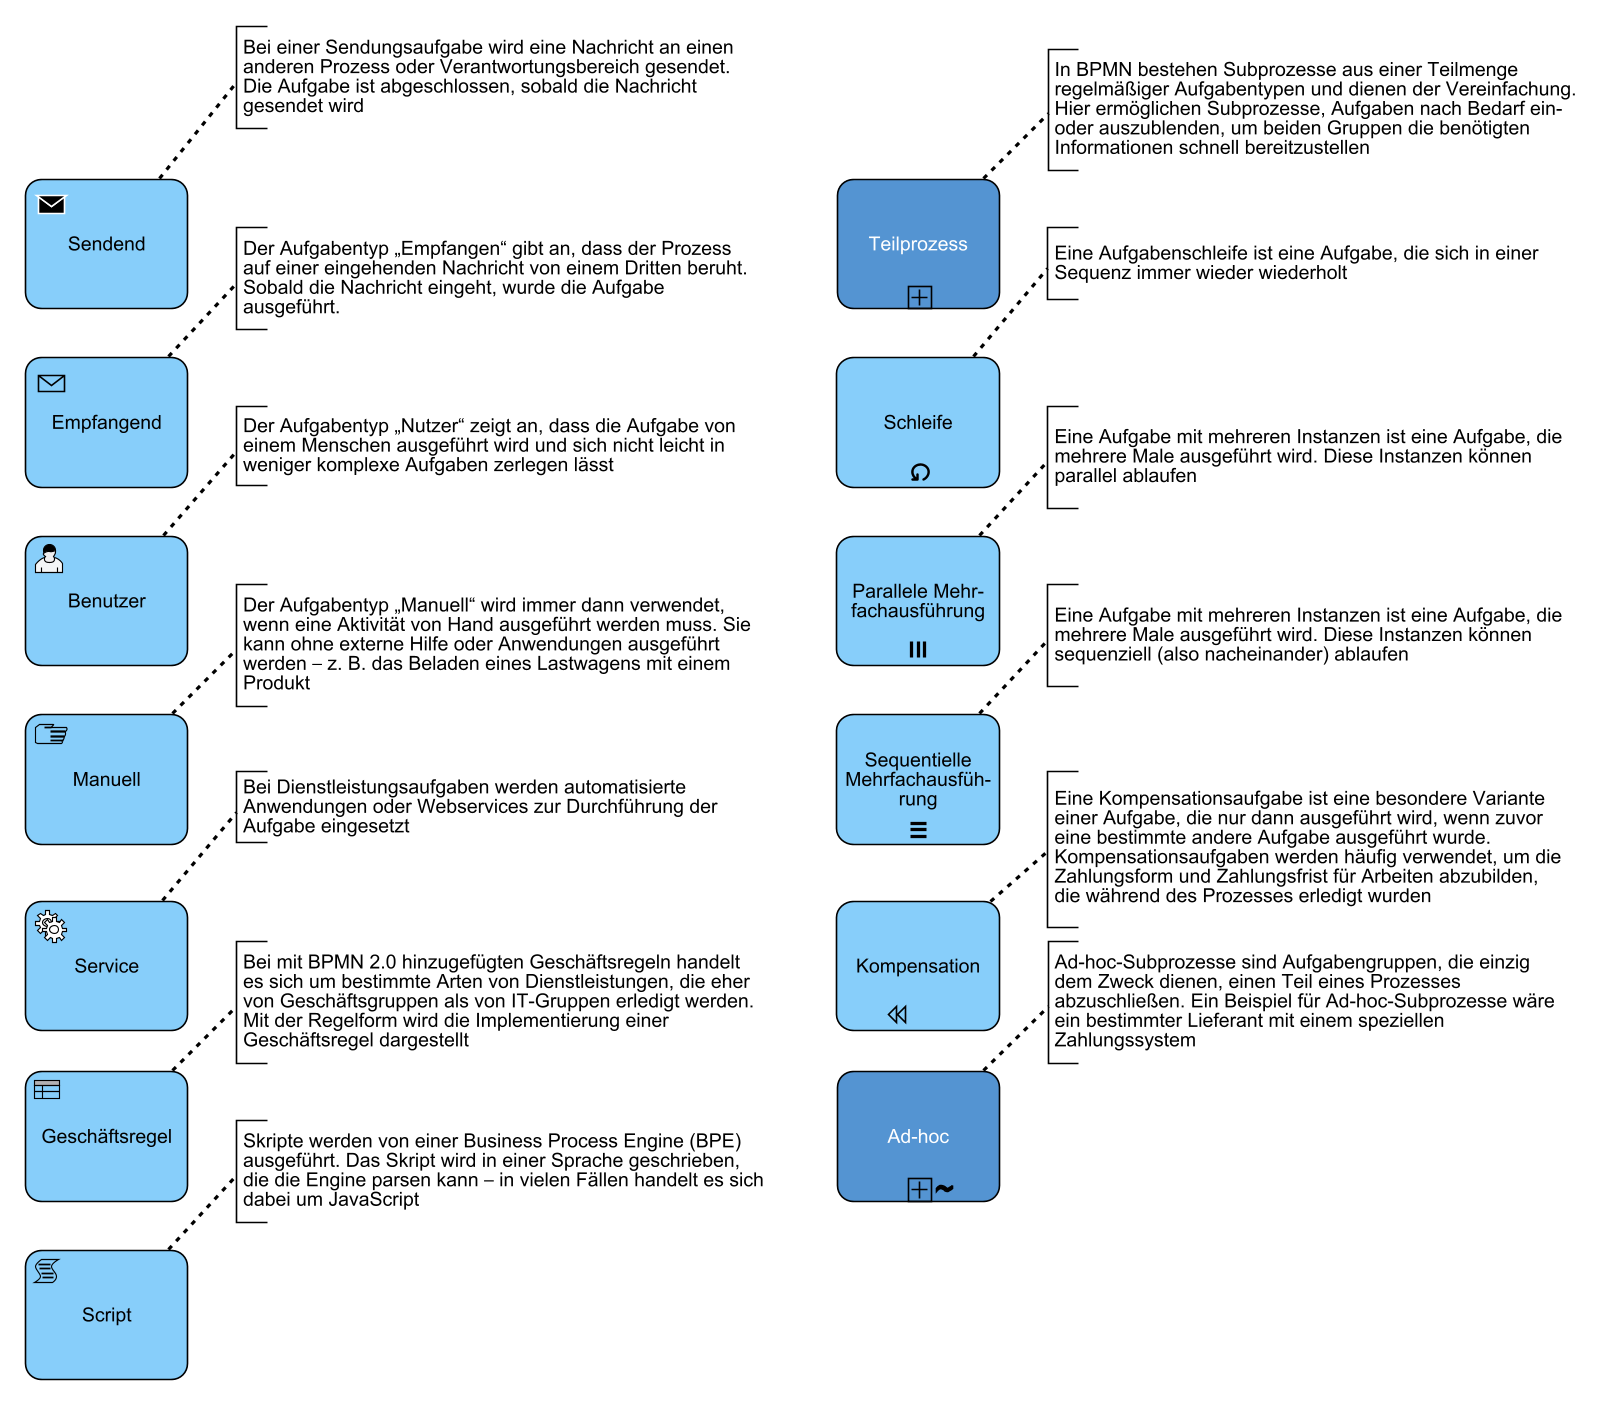 Bei einer Sendungsaufgabe wird eine Nachricht an einen
anderen Prozess oder Verantwortungsbereich gesendet.
Die Aufgabe ist abgeschlossen, sobald die Nachricht
gesendet wird
Sendend
Der Aufgabentyp „Empfangen“ gibt an, dass der Prozess
auf einer eingehenden Nachricht von einem Dritten beruht.
Sobald die Nachricht eingeht, wurde die Aufgabe
ausgeführt.
Empfangend
Der Aufgabentyp „Nutzer“ zeigt an, dass die Aufgabe von
einem Menschen ausgeführt wird und sich nicht leicht in
weniger komplexe Aufgaben zerlegen lässt
Benutzer
Der Aufgabentyp „Manuell“ wird immer dann verwendet,
wenn eine Aktivität von Hand ausgeführt werden muss. Sie
kann ohne externe Hilfe oder Anwendungen ausgeführt
werden – z. B. das Beladen eines Lastwagens mit einem
Produkt
Manuell
Bei Dienstleistungsaufgaben werden automatisierte
Anwendungen oder Webservices zur Durchführung der
Aufgabe eingesetzt
Service
Bei mit BPMN 2.0 hinzugefügten Geschäftsregeln handelt
es sich um bestimmte Arten von Dienstleistungen, die eher
von Geschäftsgruppen als von IT-Gruppen erledigt werden.
Mit der Regelform wird die Implementierung einer
Geschäftsregel dargestellt
Geschäftsregel
Skripte werden von einer Business Process Engine (BPE)
ausgeführt. Das Skript wird in einer Sprache geschrieben,
die die Engine parsen kann – in vielen Fällen handelt es sich
dabei um JavaScript
Script
In BPMN bestehen Subprozesse aus einer Teilmenge
regelmäßiger Aufgabentypen und dienen der Vereinfachung.
Hier ermöglichen Subprozesse, Aufgaben nach Bedarf ein-
oder auszublenden, um beiden Gruppen die benötigten
Informationen schnell bereitzustellen
Teilprozess
Eine Aufgabenschleife ist eine Aufgabe, die sich in einer
Sequenz immer wieder wiederholt
Schleife
Eine Aufgabe mit mehreren Instanzen ist eine Aufgabe, die
mehrere Male ausgeführt wird. Diese Instanzen können
parallel ablaufen
Parallele Mehr-
fachausführung
Eine Aufgabe mit mehreren Instanzen ist eine Aufgabe, die
mehrere Male ausgeführt wird. Diese Instanzen können
sequenziell (also nacheinander) ablaufen
Sequentielle
Mehrfachausfüh-
rung
Eine Kompensationsaufgabe ist eine besondere Variante
einer Aufgabe, die nur dann ausgeführt wird, wenn zuvor
eine bestimmte andere Aufgabe ausgeführt wurde.
Kompensationsaufgaben werden häufig verwendet, um die
Zahlungsform und Zahlungsfrist für Arbeiten abzubilden,
die während des Prozesses erledigt wurden
Kompensation
Ad-hoc-Subprozesse sind Aufgabengruppen, die einzig
dem Zweck dienen, einen Teil eines Prozesses
abzuschließen. Ein Beispiel für Ad-hoc-Subprozesse wäre
ein bestimmter Lieferant mit einem speziellen
Zahlungssystem
Ad-hoc